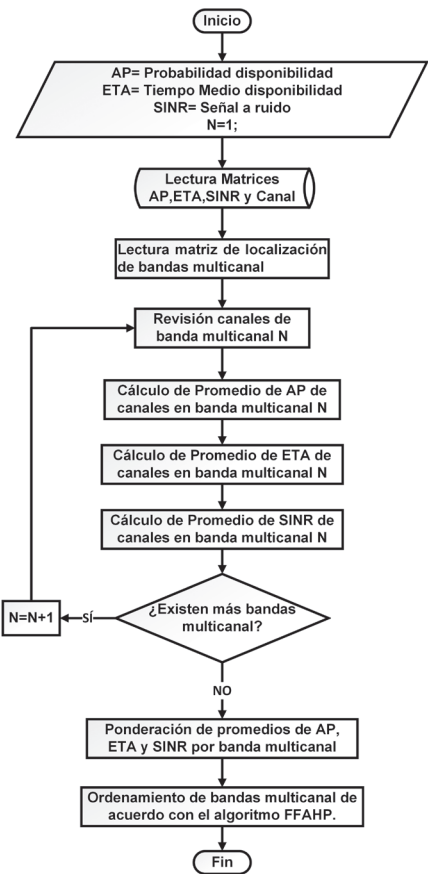 Inicio
AP= Probabilidad disponibilidad
ETA= Tiempo Medio disponibilidad
SINR= Señal a ruido
N=1;
Lectura Matrices
AP,ETA,SINR y Canal
Lectura matriz de localización
de bandas multicanal
Revisión canales de
banda multicanal N
Cálculo de Promedio de AP de
canales en banda multicanal N
Cálculo de Promedio de ETA de
canales en banda multicanal N
Cálculo de Promedio de SINR de
canales en banda multicanal N
¿Existen más bandas
multicanal?
SÍ
N=N+1
NO
Ponderación de promedios de AP,
ETA y SINR por banda multicanal
Ordenamiento de bandas multicanal de
acuerdo con el algoritmo FFAHP.
Fin